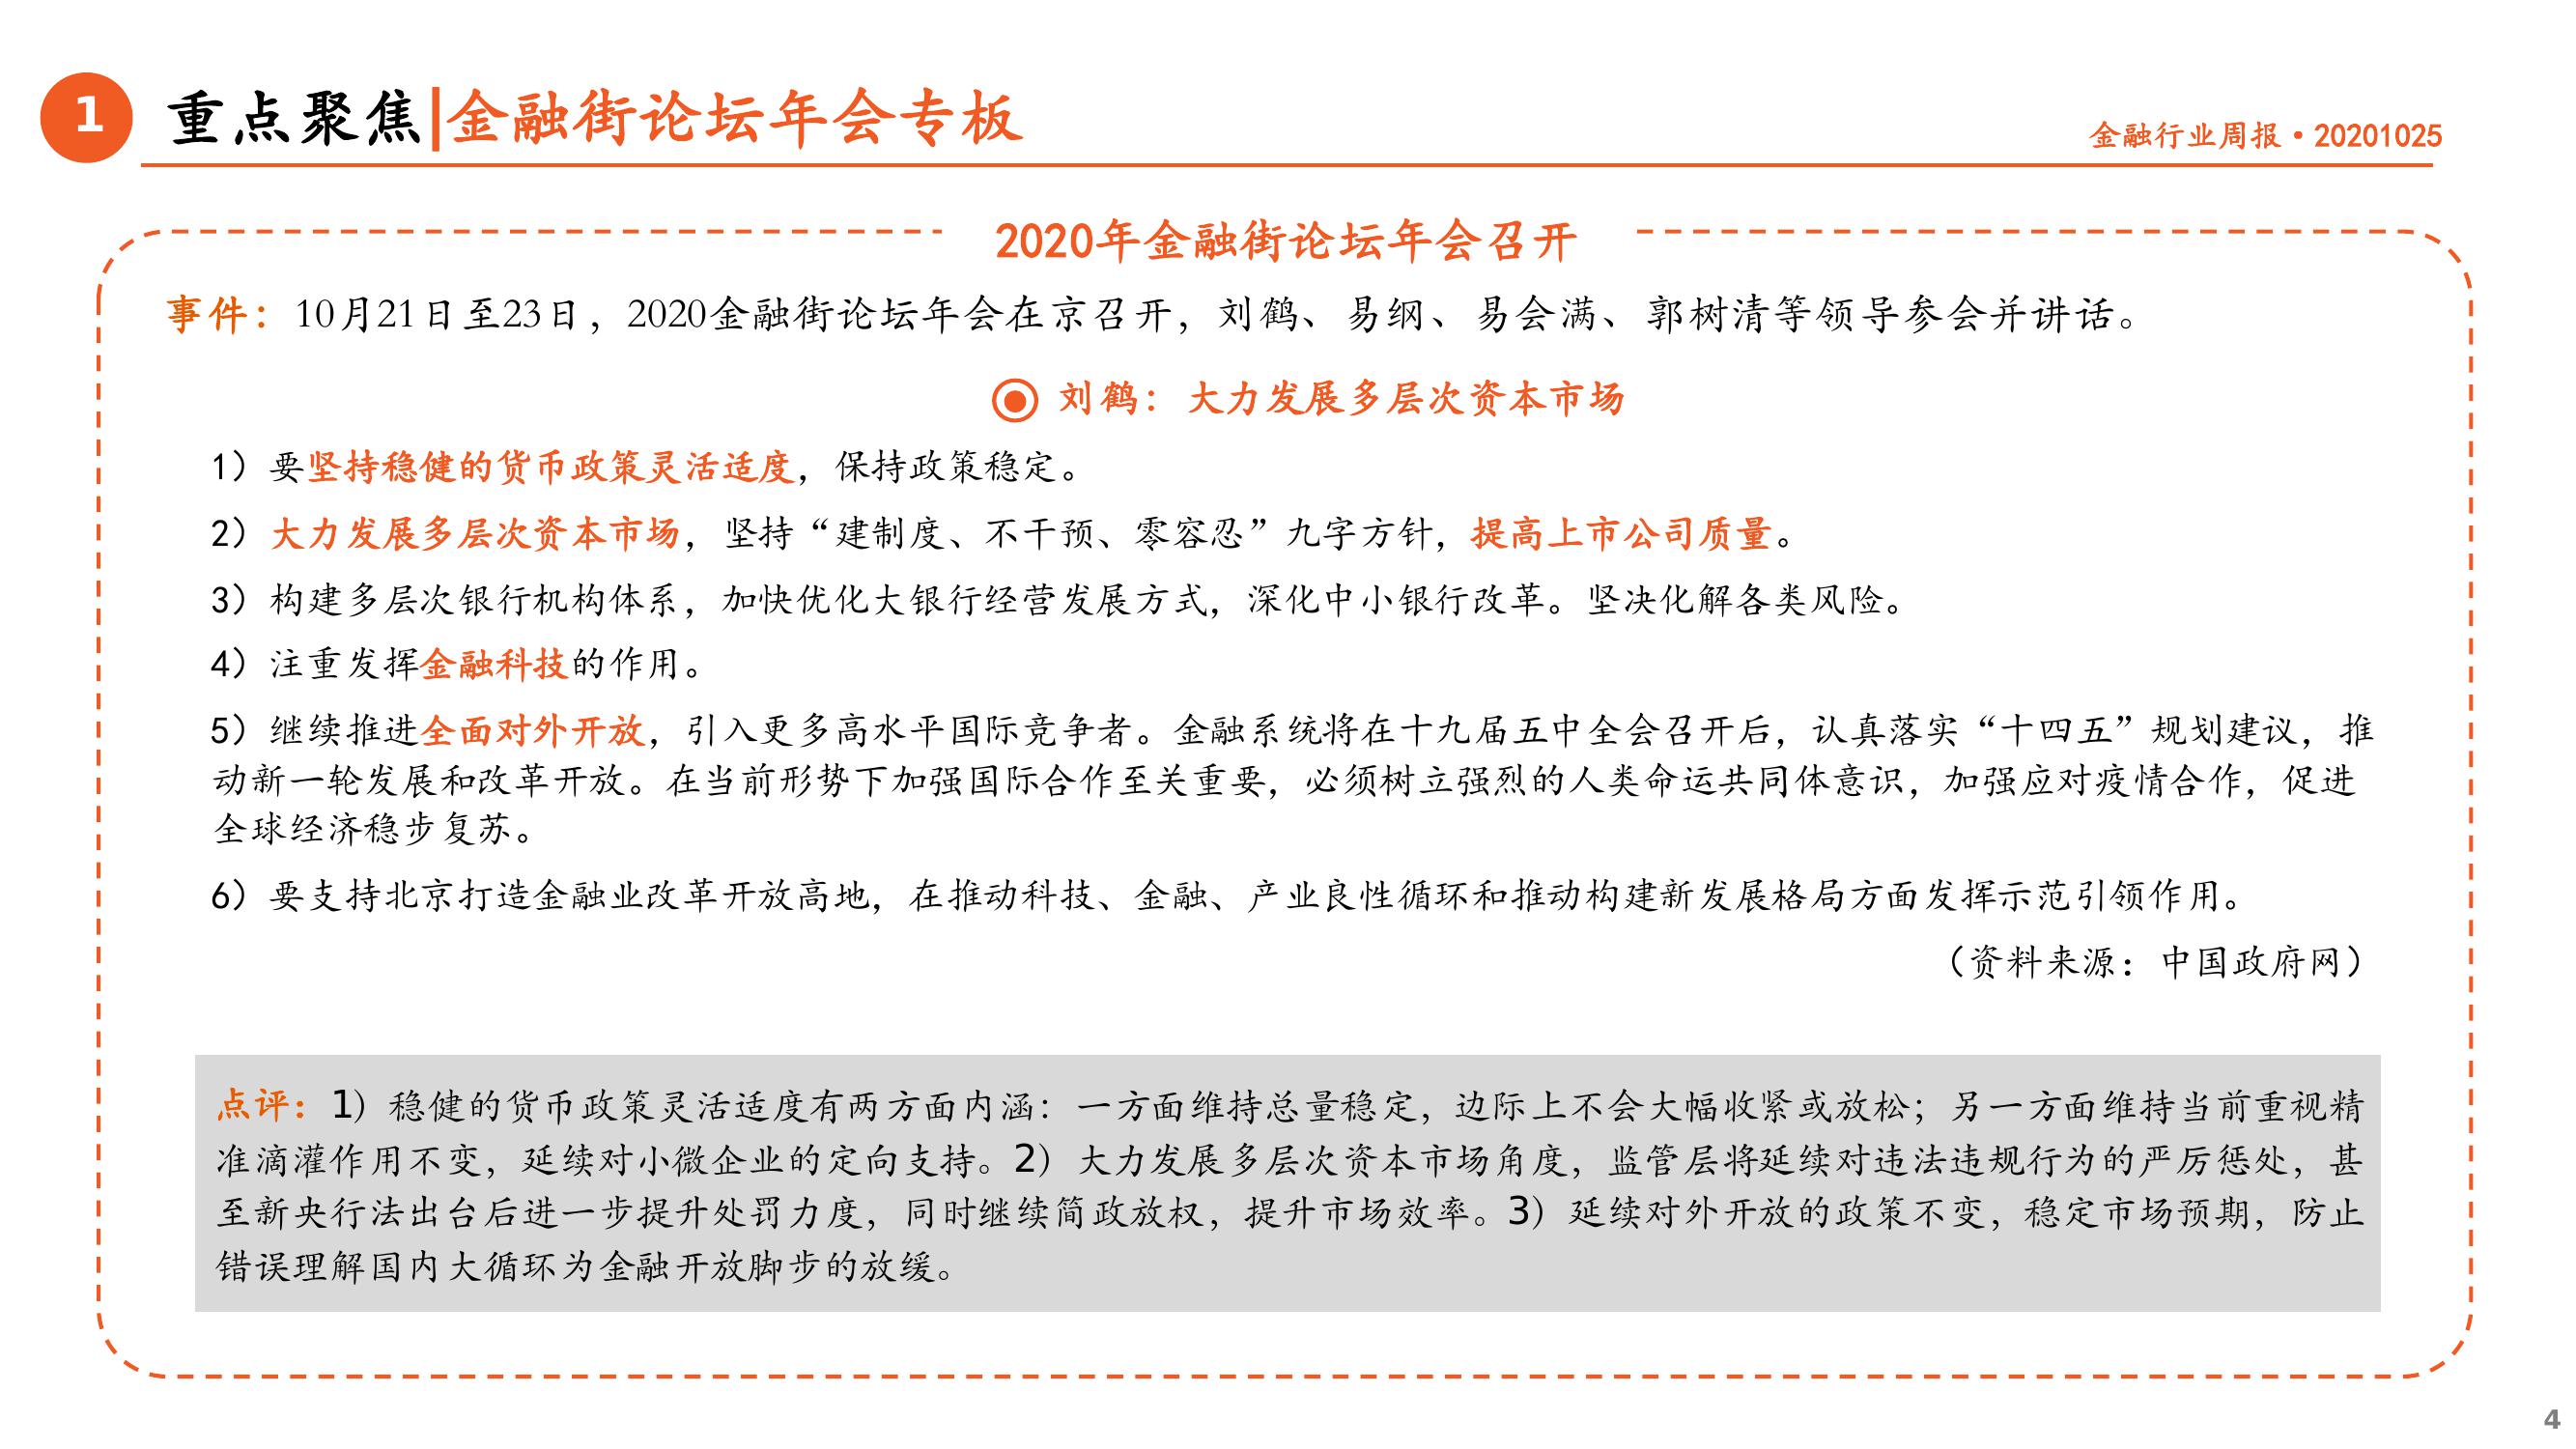 1
重点聚焦|金融街论坛年会专板
金融行业周报•20201025
2020年金融街论坛年会召开
事件：10月21日至23日，2020金融街论坛年会在京召开，刘鹤、易纲、易会满、郭树清等领导参会并讲话。
刘鹤：大力发展多层次资本市场
1）要坚持稳健的货币政策灵活适度，保持政策稳定。
2）大力发展多层次资本市场，坚持“建制度、不干预、零容忍”九字方针，提高上市公司质量。
3）构建多层次银行机构体系，加快优化大银行经营发展方式，深化中小银行改革。坚决化解各类风险。
4）注重发挥金融科技的作用。
5）继续推进全面对外开放，引入更多高水平国际竞争者。金融系统将在十九届五中全会召开后，认真落实“十四五”规划建议，推
动新一轮发展和改革开放。在当前形势下加强国际合作至关重要，必须树立强烈的人类命运共同体意识，加强应对疫情合作，促进
全球经济稳步复苏。
6）要支持北京打造金融业改革开放高地，在推动科技、金融、产业良性循环和推动构建新发展格局方面发挥示范引领作用。
（资料来源：中国政府网）
点评：1）稳健的货币政策灵活适度有两方面内涵：一方面维持总量稳定，边际上不会大幅收紧或放松；另一方面维持当前重视精
准滴灌作用不变，延续对小微企业的定向支持。2）大力发展多层次资本市场角度，监管层将延续对违法违规行为的严厉惩处，甚
至新央行法出台后进一步提升处罚力度，同时继续简政放权，提升市场效率。3）延续对外开放的政策不变，稳定市场预期，防止
错误理解国内大循环为金融开放脚步的放缓。
4